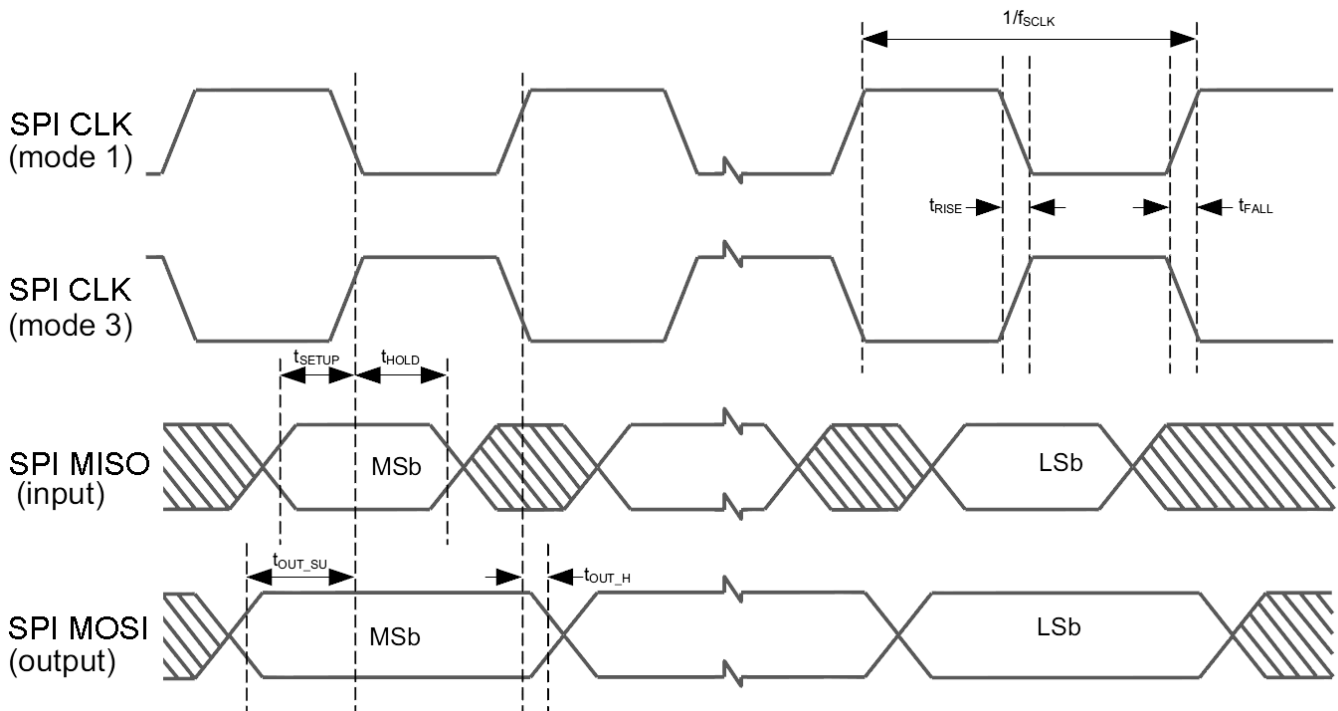 1/fSCLK
SPI CLK
(mode 1)
tRISE
tFALL
SPI CLK
(mode 3)
tSETUP
tHOLD
SPI MISO
(input)
MSb
LSb
tOUT_SU
tOUT_H
SPI MOSI
(output)
MSb
LSb